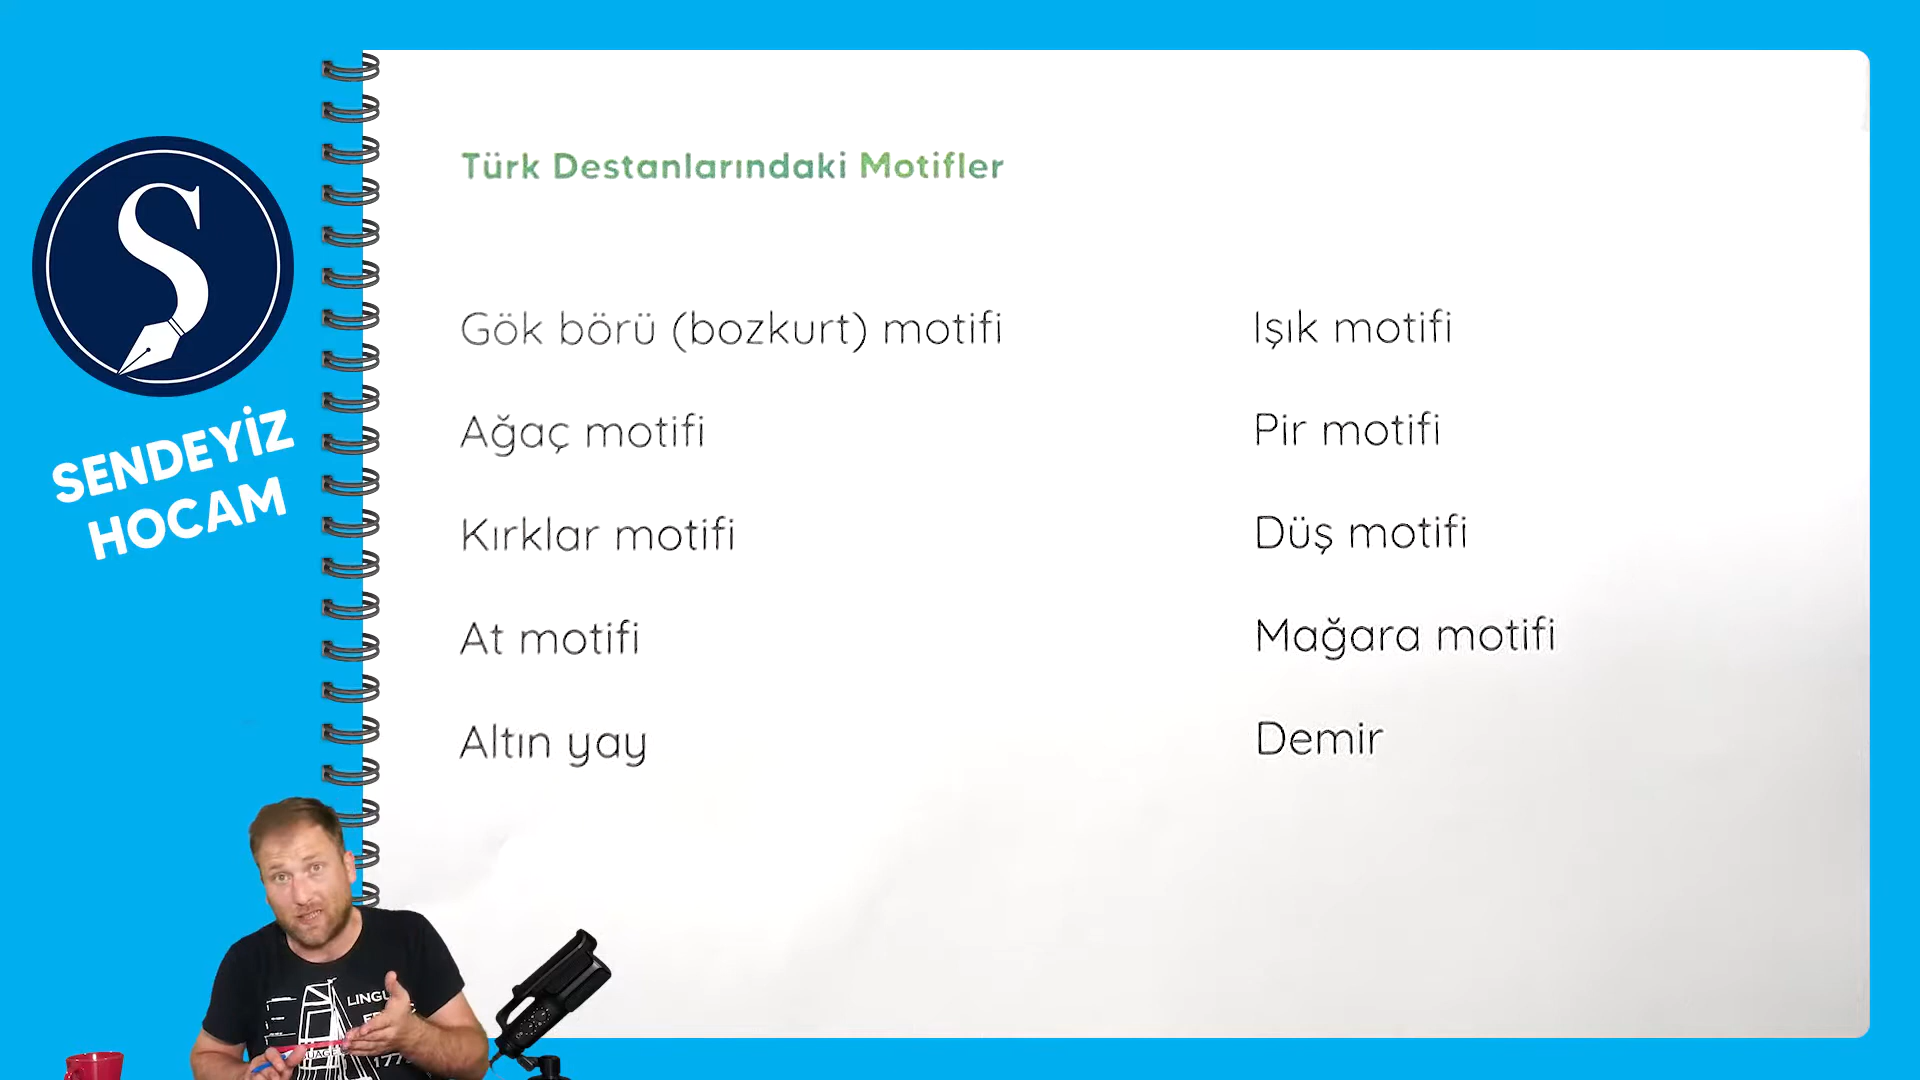 SENDEYİZ
HOCAM
Türk Destanlarındaki Motifler
Gök börü (bozkurt) motifi
Ağaç motifi
Kırklar motifi
At motifi
Altın yay
Işık motifi
Pir motifi
Düş motifi
Mağara motifi
Demir